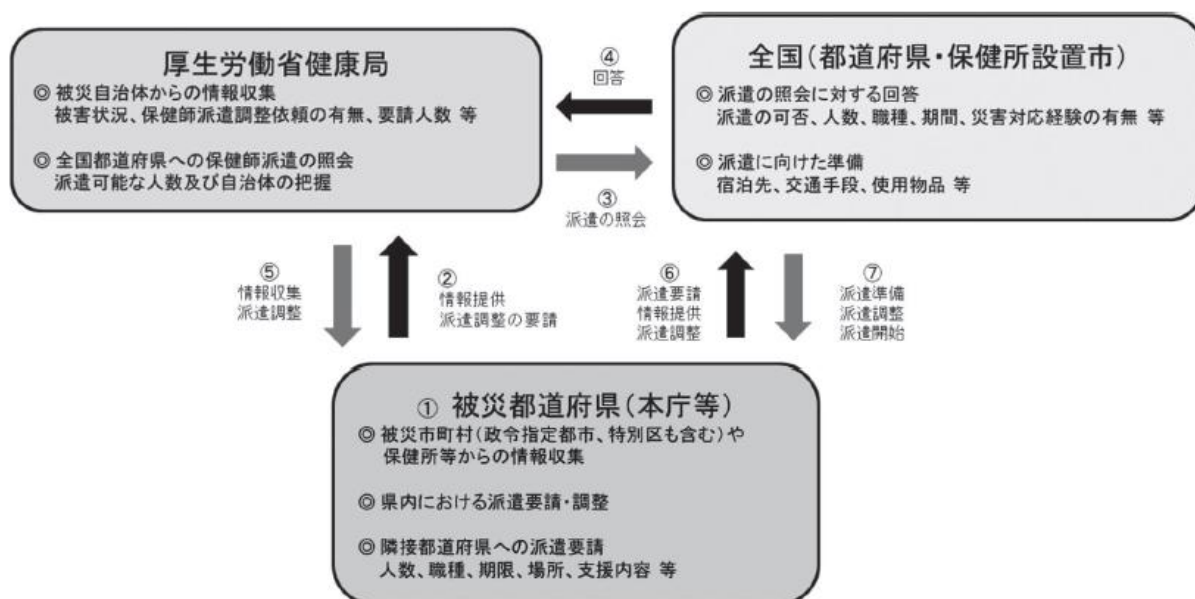 厚生労働省健康局
◎ 被災自治体からの情報収集
被害状況、保健師派遣調整依頼の有無、要請人数 等
◎ 全国都道府県への保健師派遣の照会
派遣可能な人数及び自治体の把握
④
回答
③
派遣の照会
全国(都道府県・保健所設置市)
◎ 派遣の照会に対する回答
派遣の可否、人数、職種、期間、災害対応経験の有無 等
◎ 派遣に向けた準備
宿泊先、交通手段、使用物品 等
⑤
情報収集
派遣調整
②
情報提供
派遣調整の要請
⑥
派遣要請
情報提供
派遣調整
⑦
派遣準備
派遣調整
派遣開始
① 被災都道府県(本庁等)
◎ 被災市町村(政令指定都市、特別区も含む)や
保健所等からの情報収集
◎ 県内における派遣要請・調整
◎ 隣接都道府県への派遣要請
人数、職種、期限、場所、支援内容 等